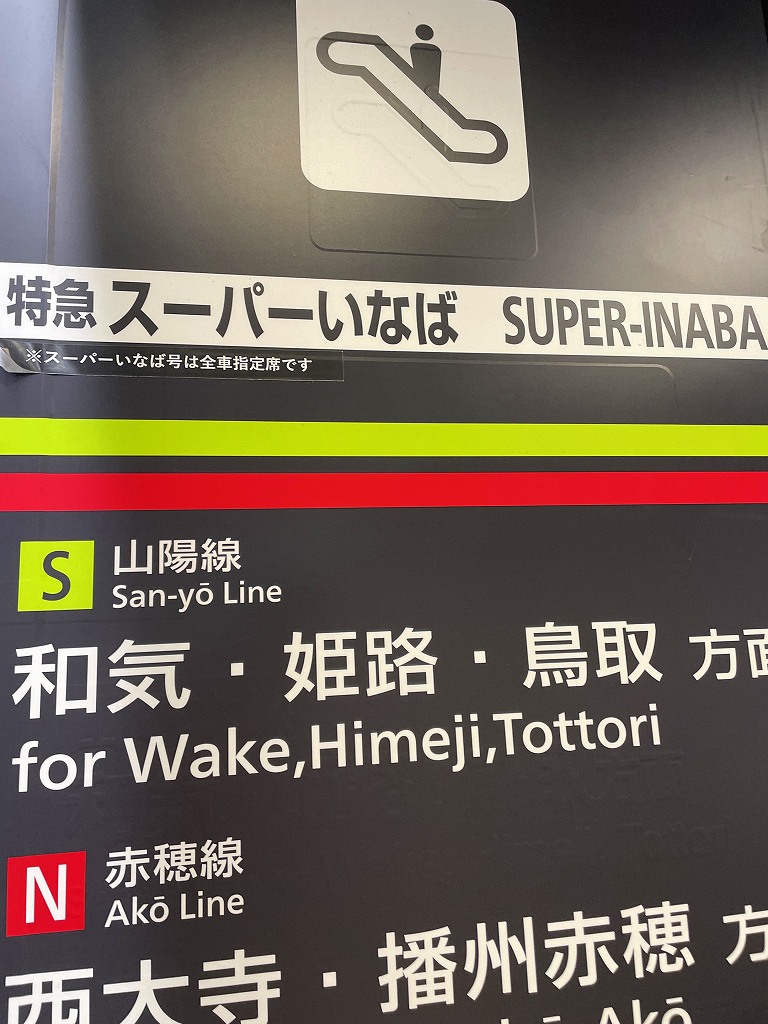 特急 スーパーいなば SUPER-INABA
※スーパーいなば号は全車指定席です
S 山陽線
San-yō Line
和気・姫路・鳥取 方面
for Wake,Himeji,Tottori
N 赤穂線
Akō Line
西大寺・播州赤穂 方
Akō